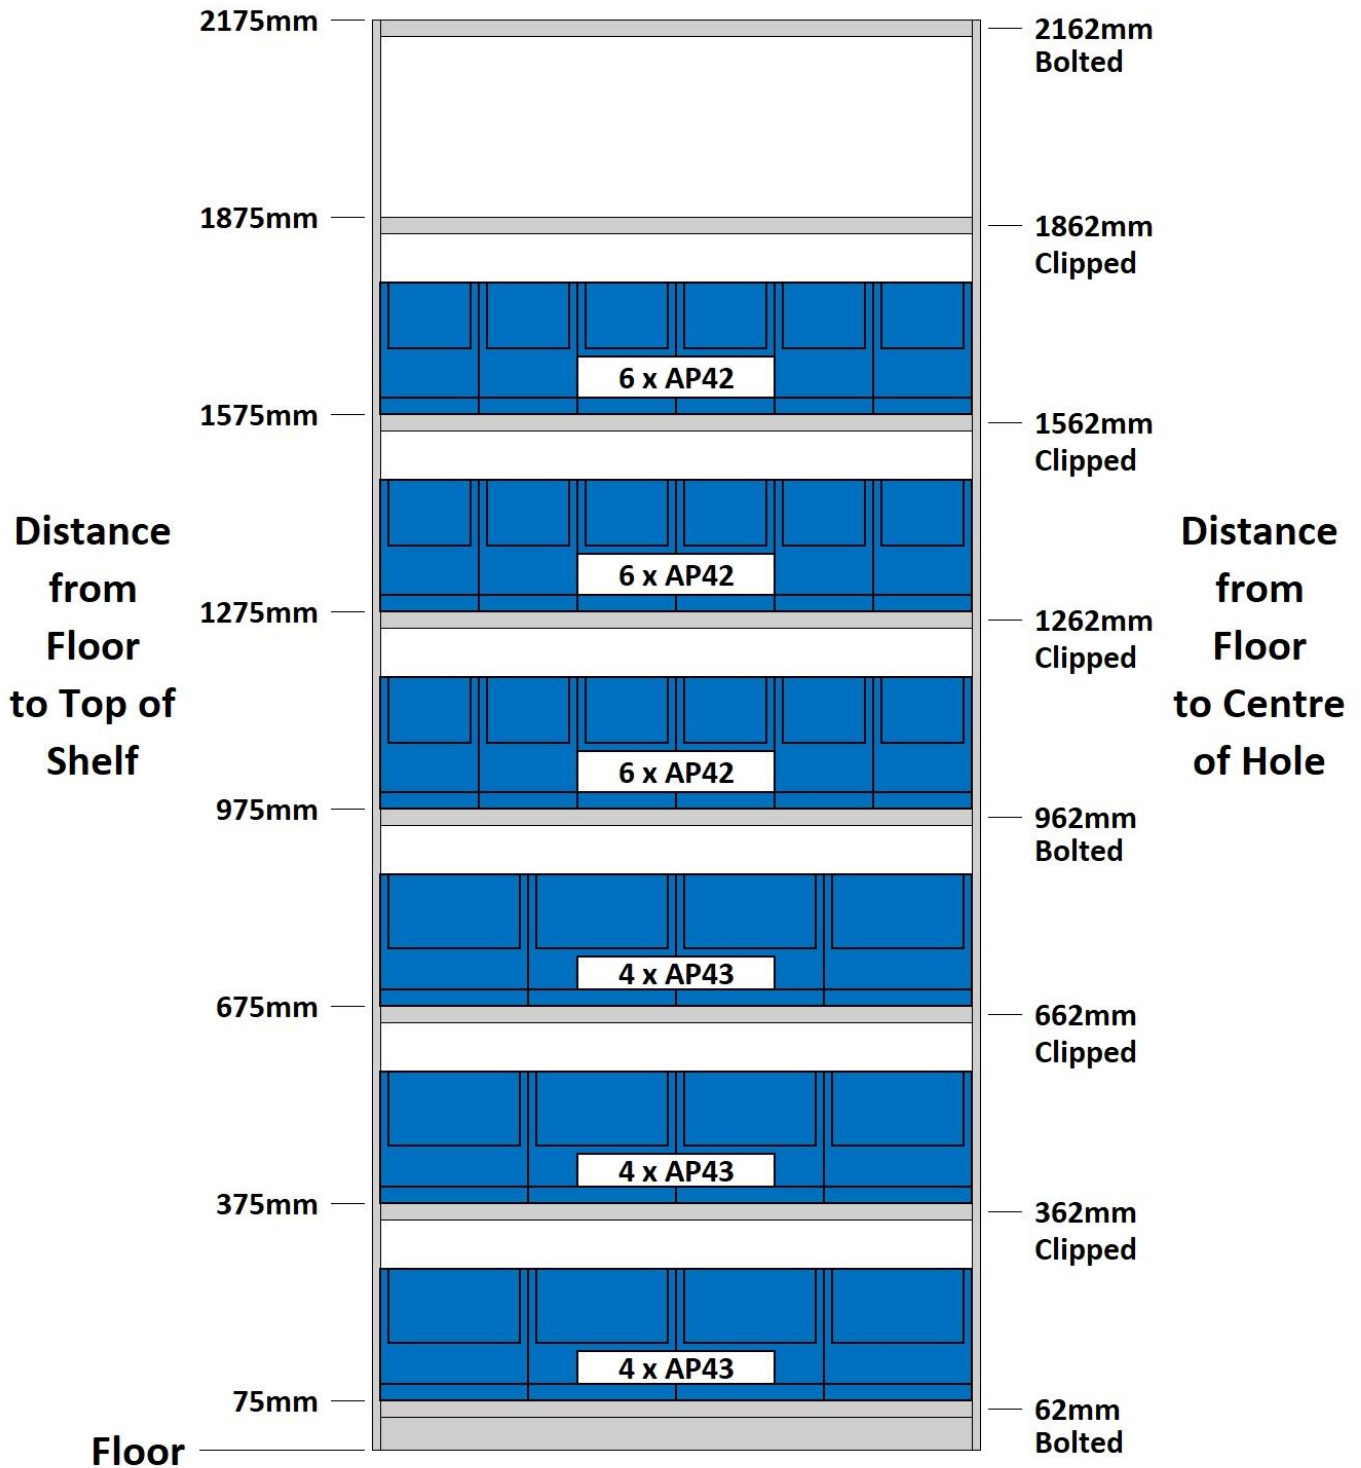 2175mm
2162mm
Bolted
1875mm
1862mm
Clipped
6 x AP42
1575mm
1562mm
Clipped
Distance
from
Floor
to Top of
Shelf
Distance
from
Floor
to Centre
of Hole
6 x AP42
1275mm
1262mm
Clipped
6 x AP42
975mm
962mm
Bolted
4 x AP43
675mm
662mm
Clipped
4 x AP43
375mm
362mm
Clipped
4 x AP43
75mm
62mm
Bolted
Floor